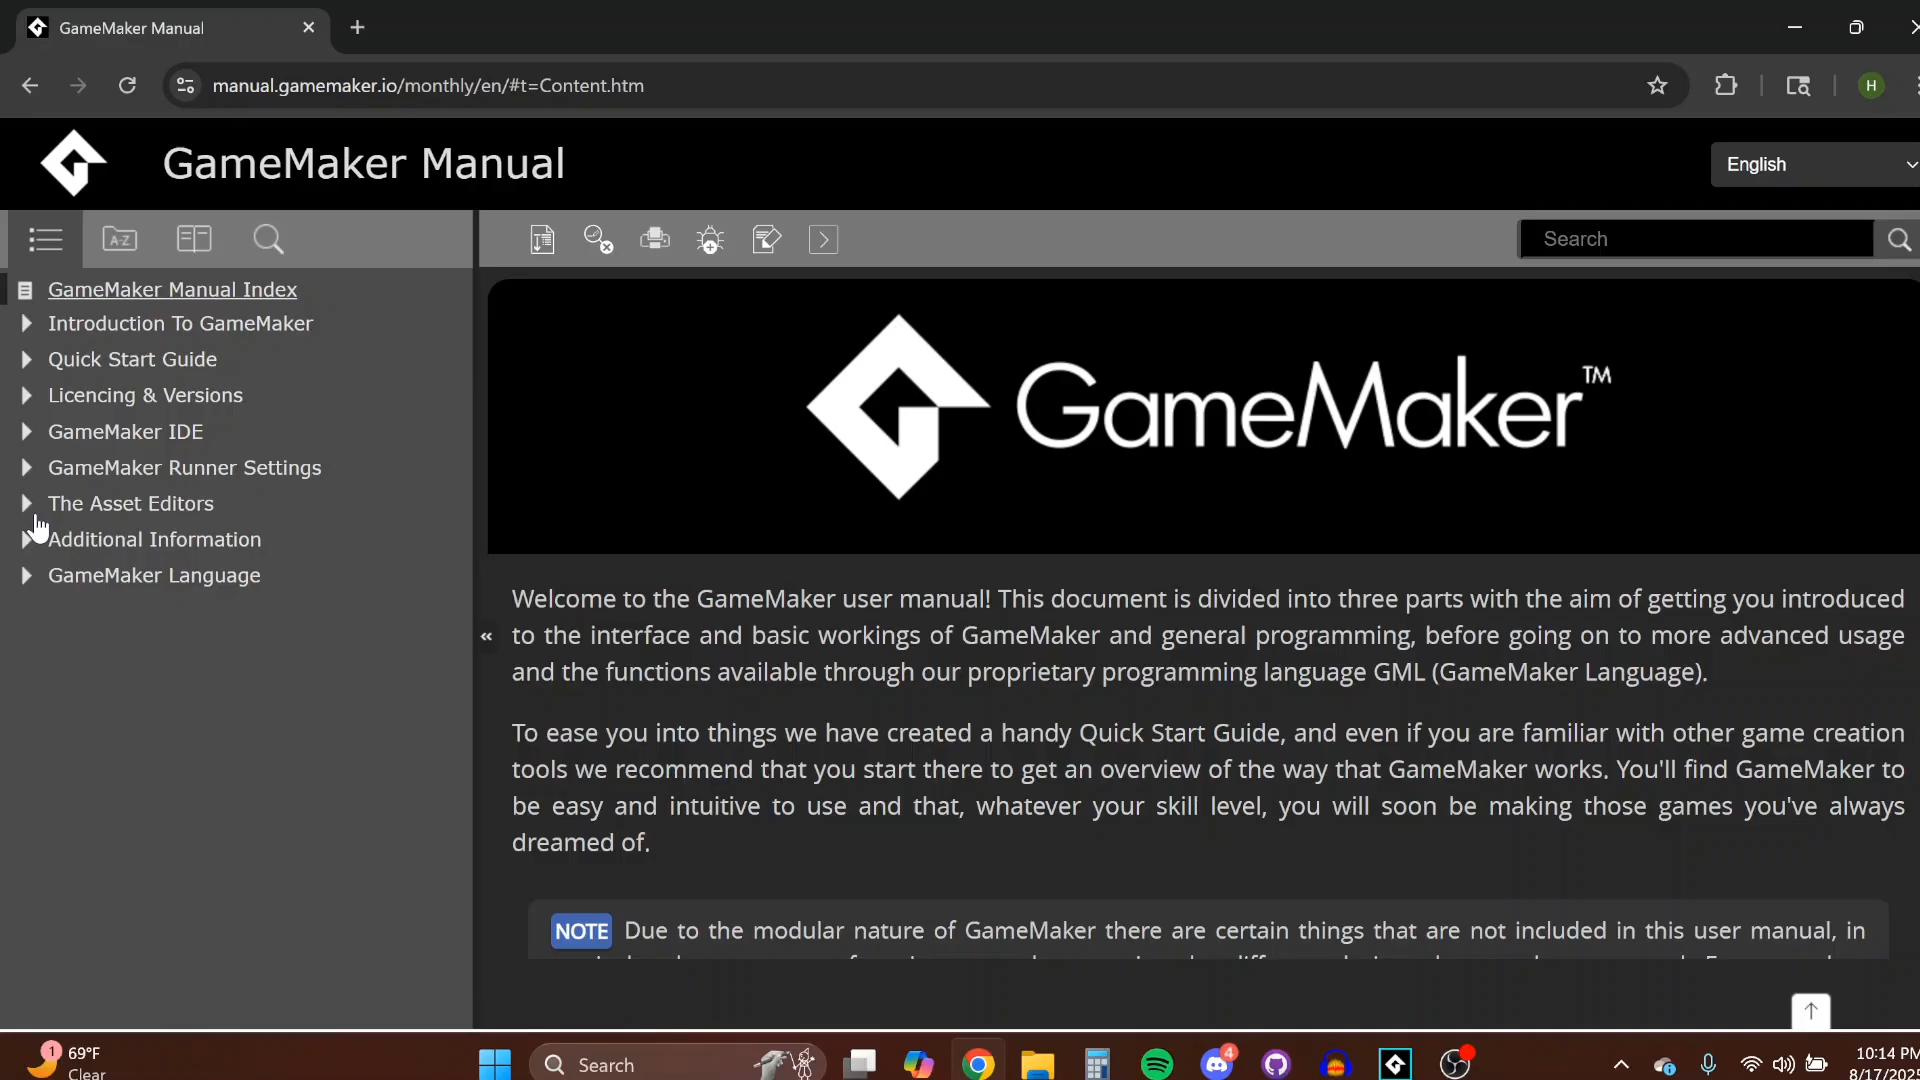 GameMaker Manual
manual.gamemaker.io/monthly/en/#t=Content.htm
H
GameMaker Manual
English
A-Z
Search
GameMaker Manual Index
Introduction To GameMaker
Quick Start Guide
Licencing & Versions
GameMaker IDE
GameMaker Runner Settings
The Asset Editors
Additional Information
GameMaker Language
GameMaker™
Welcome to the GameMaker user manual! This document is divided into three parts with the aim of getting you introduced
to the interface and basic workings of GameMaker and general programming, before going on to more advanced usage
and the functions available through our proprietary programming language GML (GameMaker Language).
To ease you into things we have created a handy Quick Start Guide, and even if you are familiar with other game creation
tools we recommend that you start there to get an overview of the way that GameMaker works. You'll find GameMaker to
be easy and intuitive to use and that, whatever your skill level, you will soon be making those games you've always
dreamed of.
NOTE Due to the modular nature of GameMaker there are certain things that are not included in this user manual, in
1
69°F
Clear
Search
4
10:14 PM
8/17/202